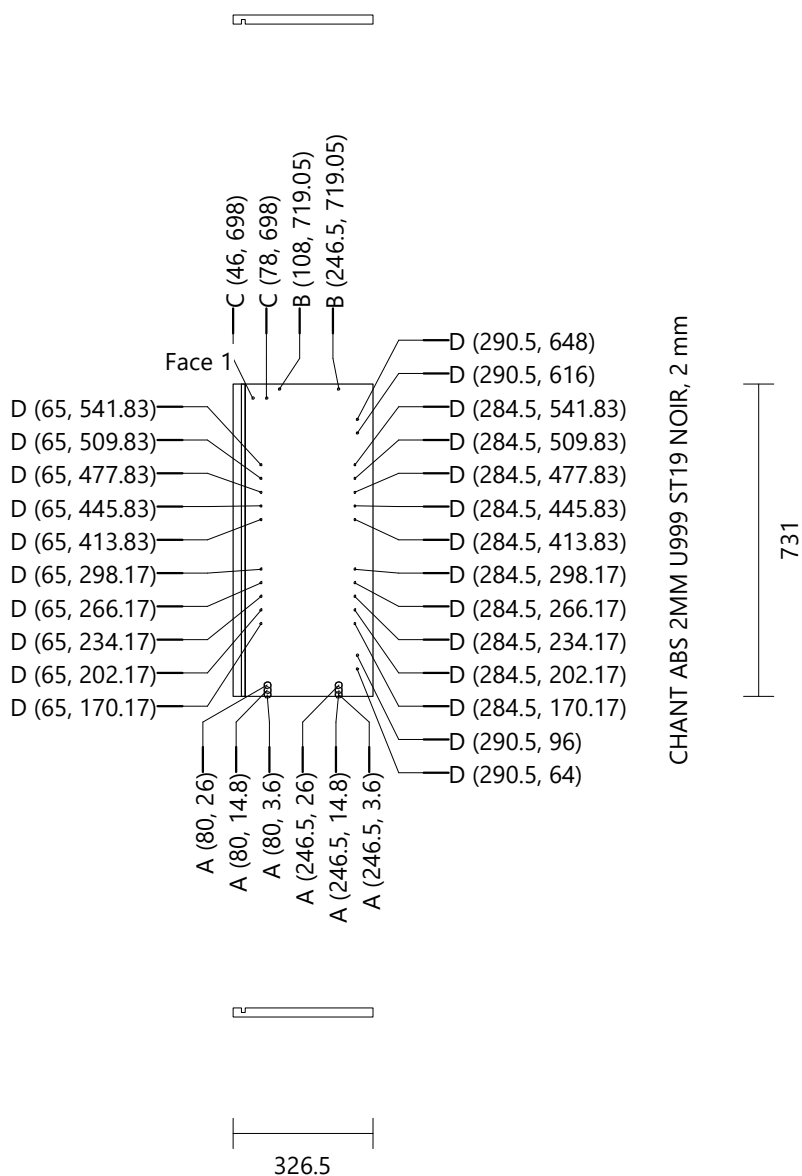 C (46, 698)
C (78, 698)
B (108, 719.05)
B (246.5, 719.05)
Face 1
D (65, 541.83)
D (65, 509.83)
D (65, 477.83)
D (65, 445.83)
D (65, 413.83)
D (65, 298.17)
D (65, 266.17)
D (65, 234.17)
D (65, 202.17)
D (65, 170.17)
D (290.5, 648)
D (290.5, 616)
D (284.5, 541.83)
D (284.5, 509.83)
D (284.5, 477.83)
D (284.5, 445.83)
D (284.5, 413.83)
D (284.5, 298.17)
D (284.5, 266.17)
D (284.5, 234.17)
D (284.5, 202.17)
D (284.5, 170.17)
D (290.5, 96)
D (290.5, 64)
CHANT ABS 2MM U999 ST19 NOIR, 2 mm
731
A (80, 26)
A (80, 14.8)
A (80, 3.6)
A (246.5, 26)
A (246.5, 14.8)
A (246.5, 3.6)
326.5